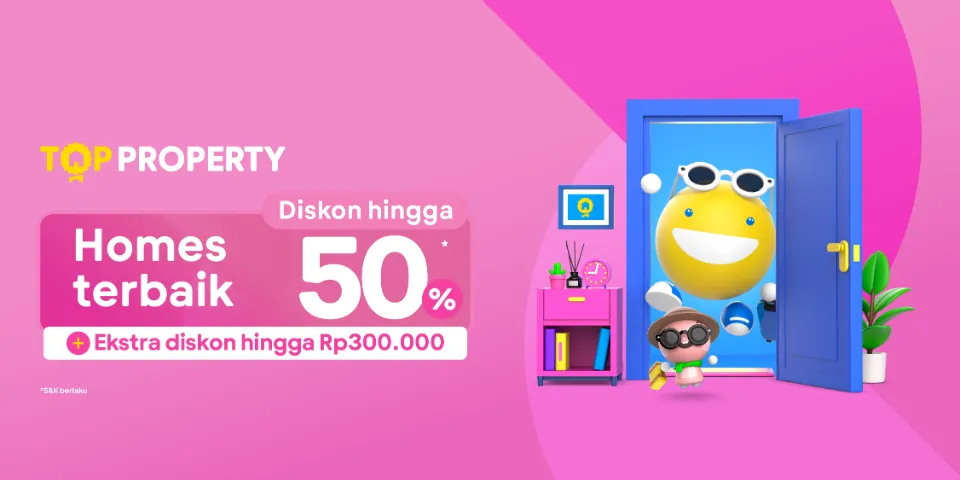 TOP PROPERTY
Diskon hingga
Homes
terbaik
50%*
+ Ekstra diskon hingga Rp300.000
*S&K berlaku